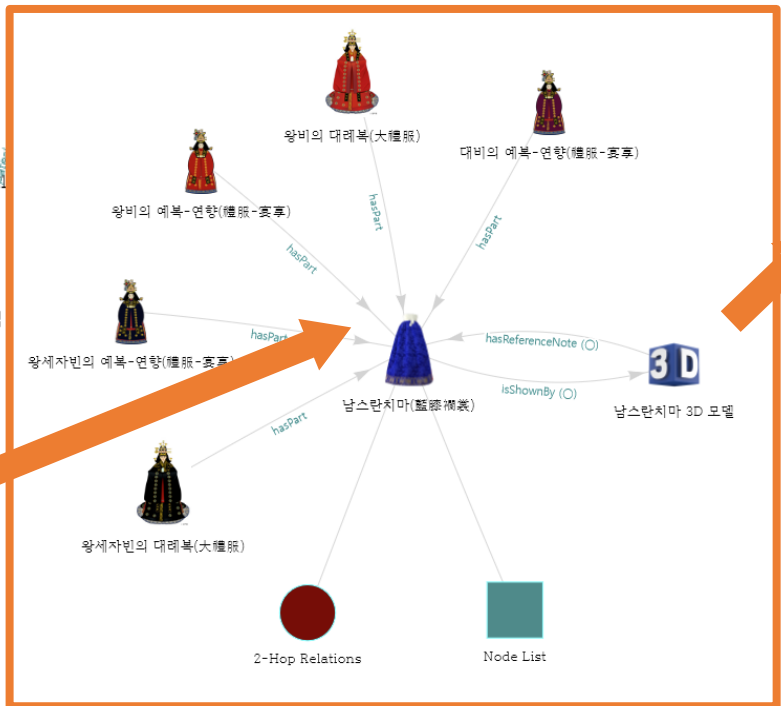 왕비의 대례복(大禮服)
대비의 예복-연향(禮服-宴享)
왕비의 예복-연향(禮服-宴享)
hasPart
hasPart
hasPart
hasPart
왕세자빈의 예복-연향(禮服-宴享)
hasReferenceNote (○)
3D
isShownBy (○)
남스란치마(藍膝襴裳)
남스란치마 3D 모델
hasPart
왕세자빈의 대례복(大禮服)
2-Hop Relations
Node List